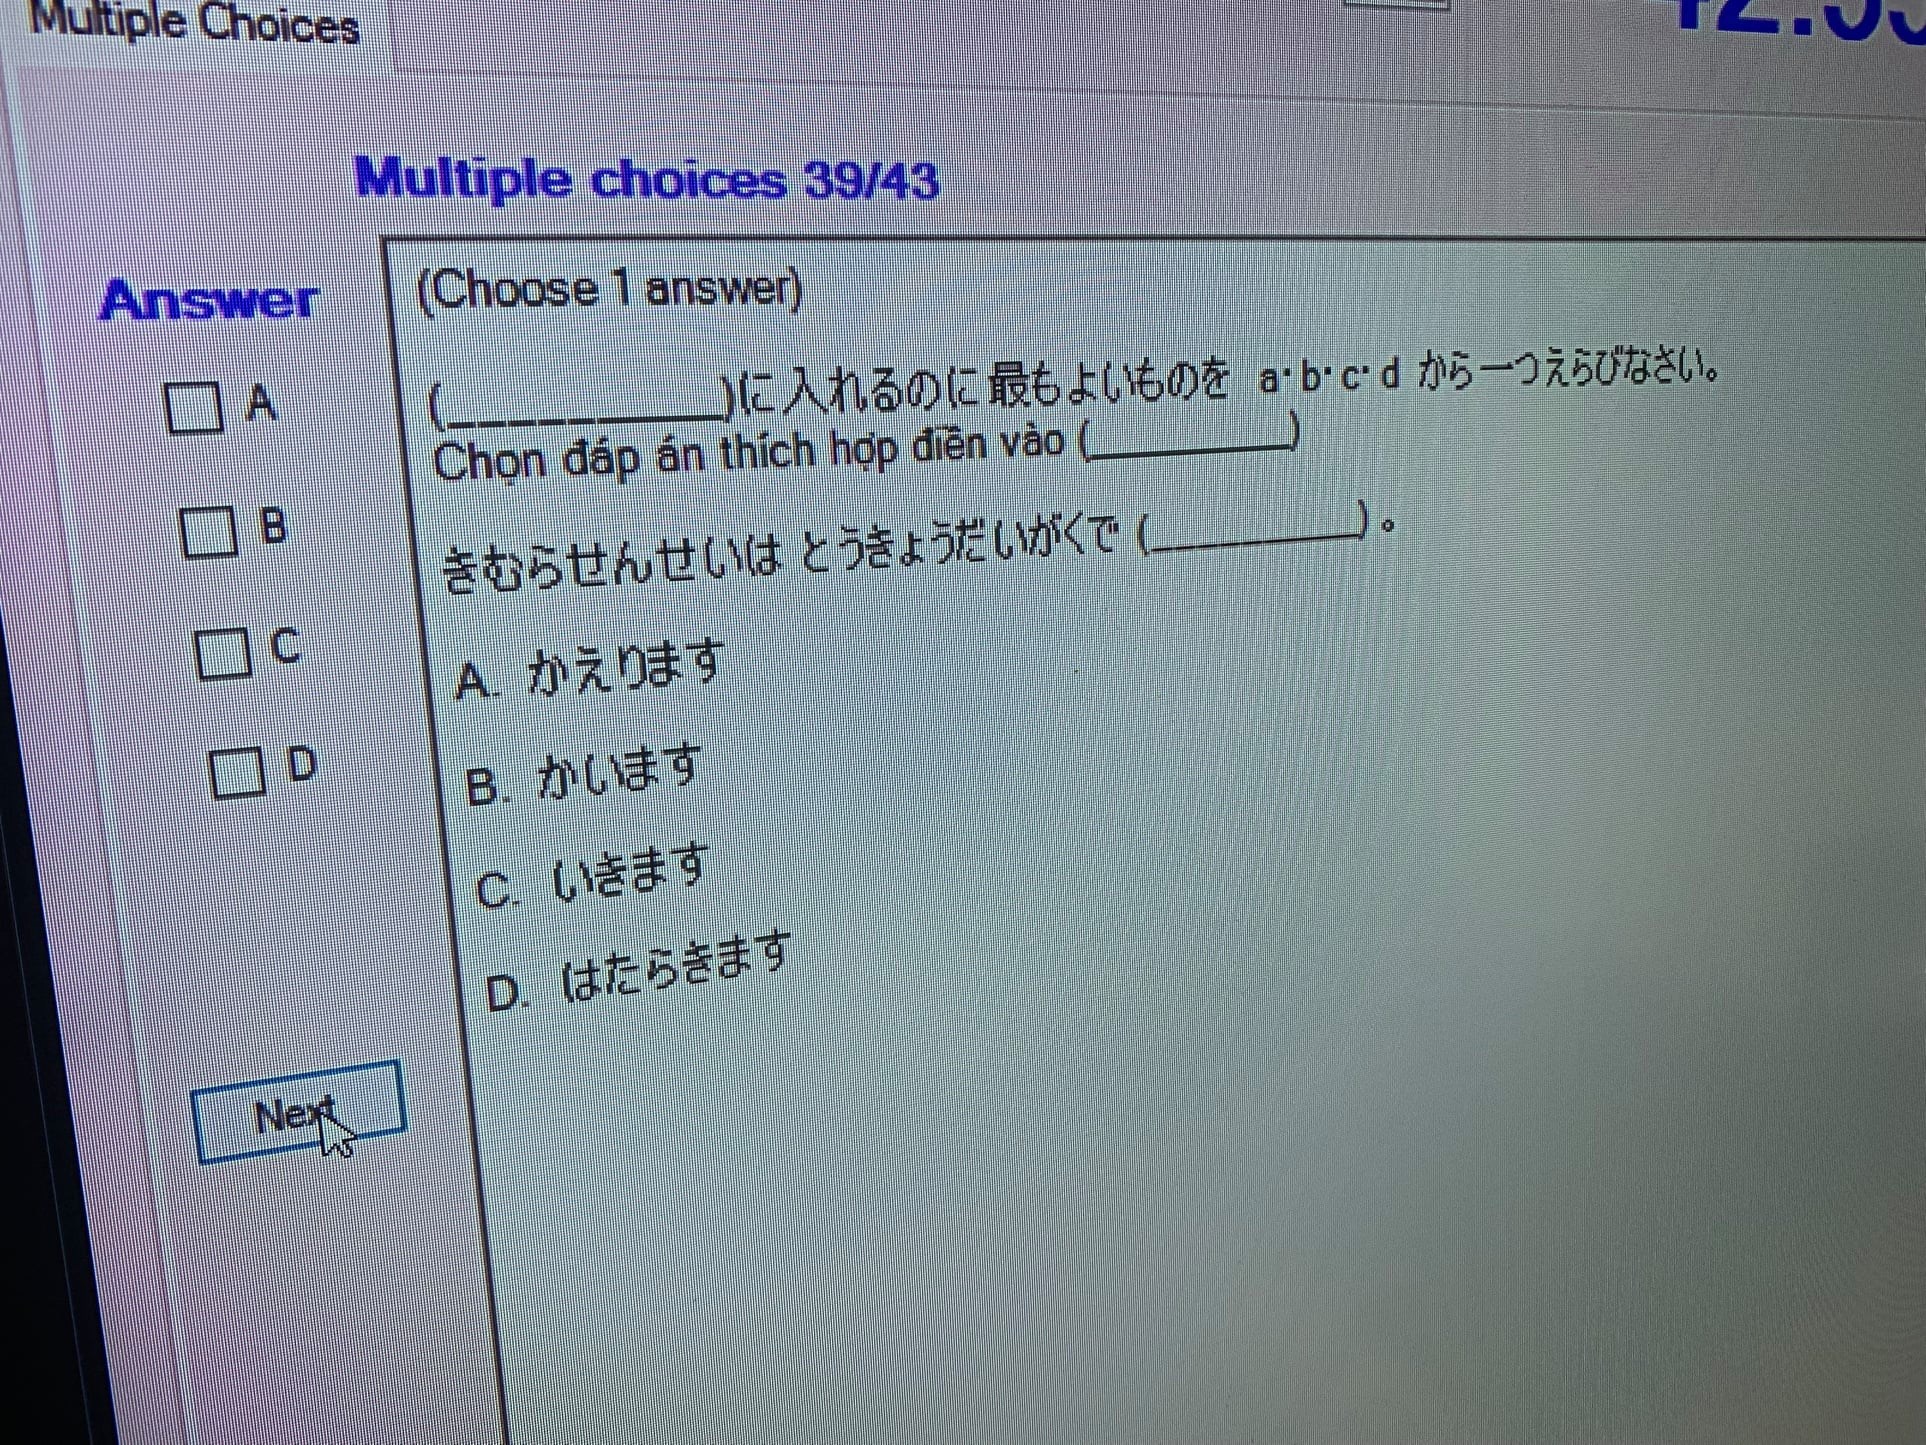 Multiple Choices
Multiple choices 39/43
Answer
A
B
C
D
Next
(Choose 1 answer)
(__________)に入れるのに最もよいものを a・b・c・d から一つえらびなさい。
Chọn đáp án thích hợp điền vào (________)
きむらせんせいは とうきょうだいがくで (________)。
A. かえります
B. かいます
C. いきます
D. はたらきます